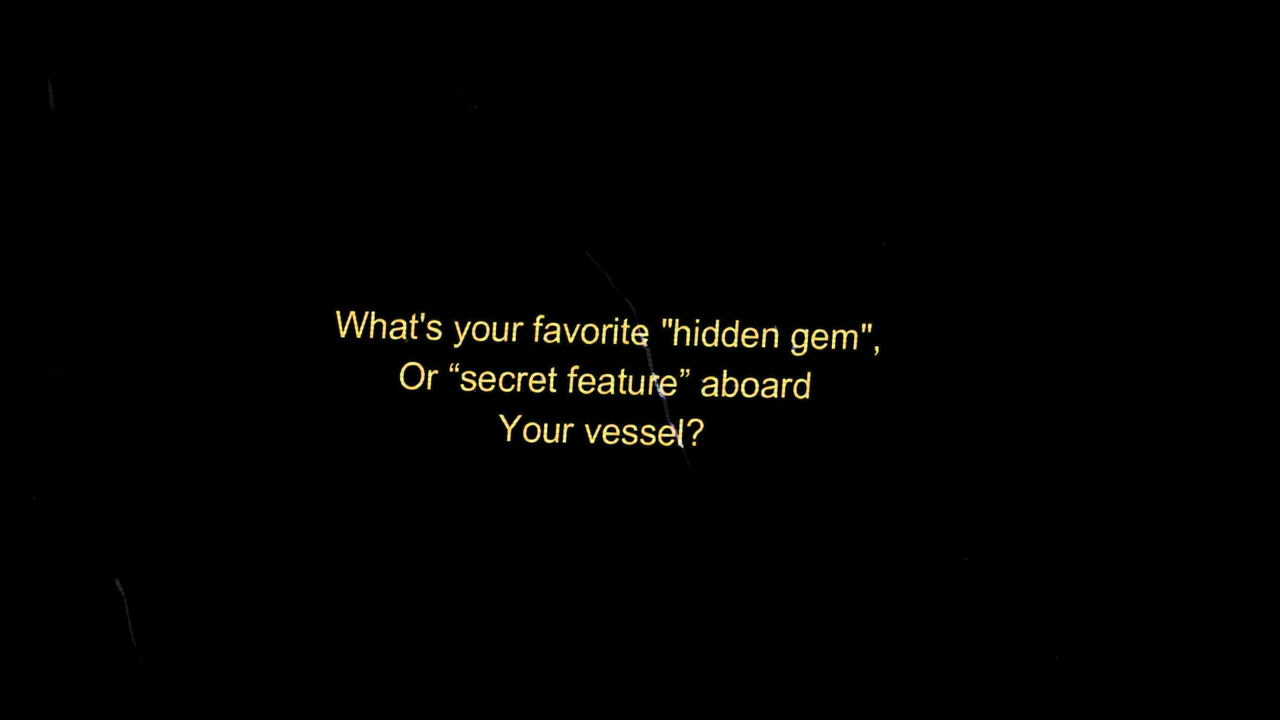 What's your favorite "hidden gem",
Or “secret feature” aboard
Your vessel?